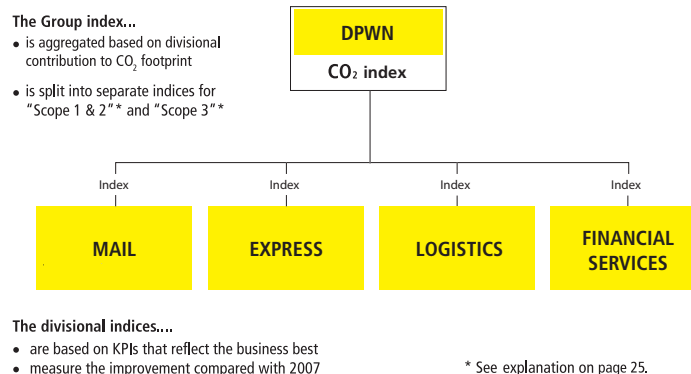 The Group index...
• is aggregated based on divisional
contribution to CO₂ footprint
• is split into separate indices for
"Scope 1 & 2"* and "Scope 3"*
DPWN
CO₂ index
Index Index Index Index
MAIL EXPRESS LOGISTICS FINANCIAL
SERVICES
The divisional indices....
• are based on KPIs that reflect the business best
• measure the improvement compared with 2007
* See explanation on page 25.